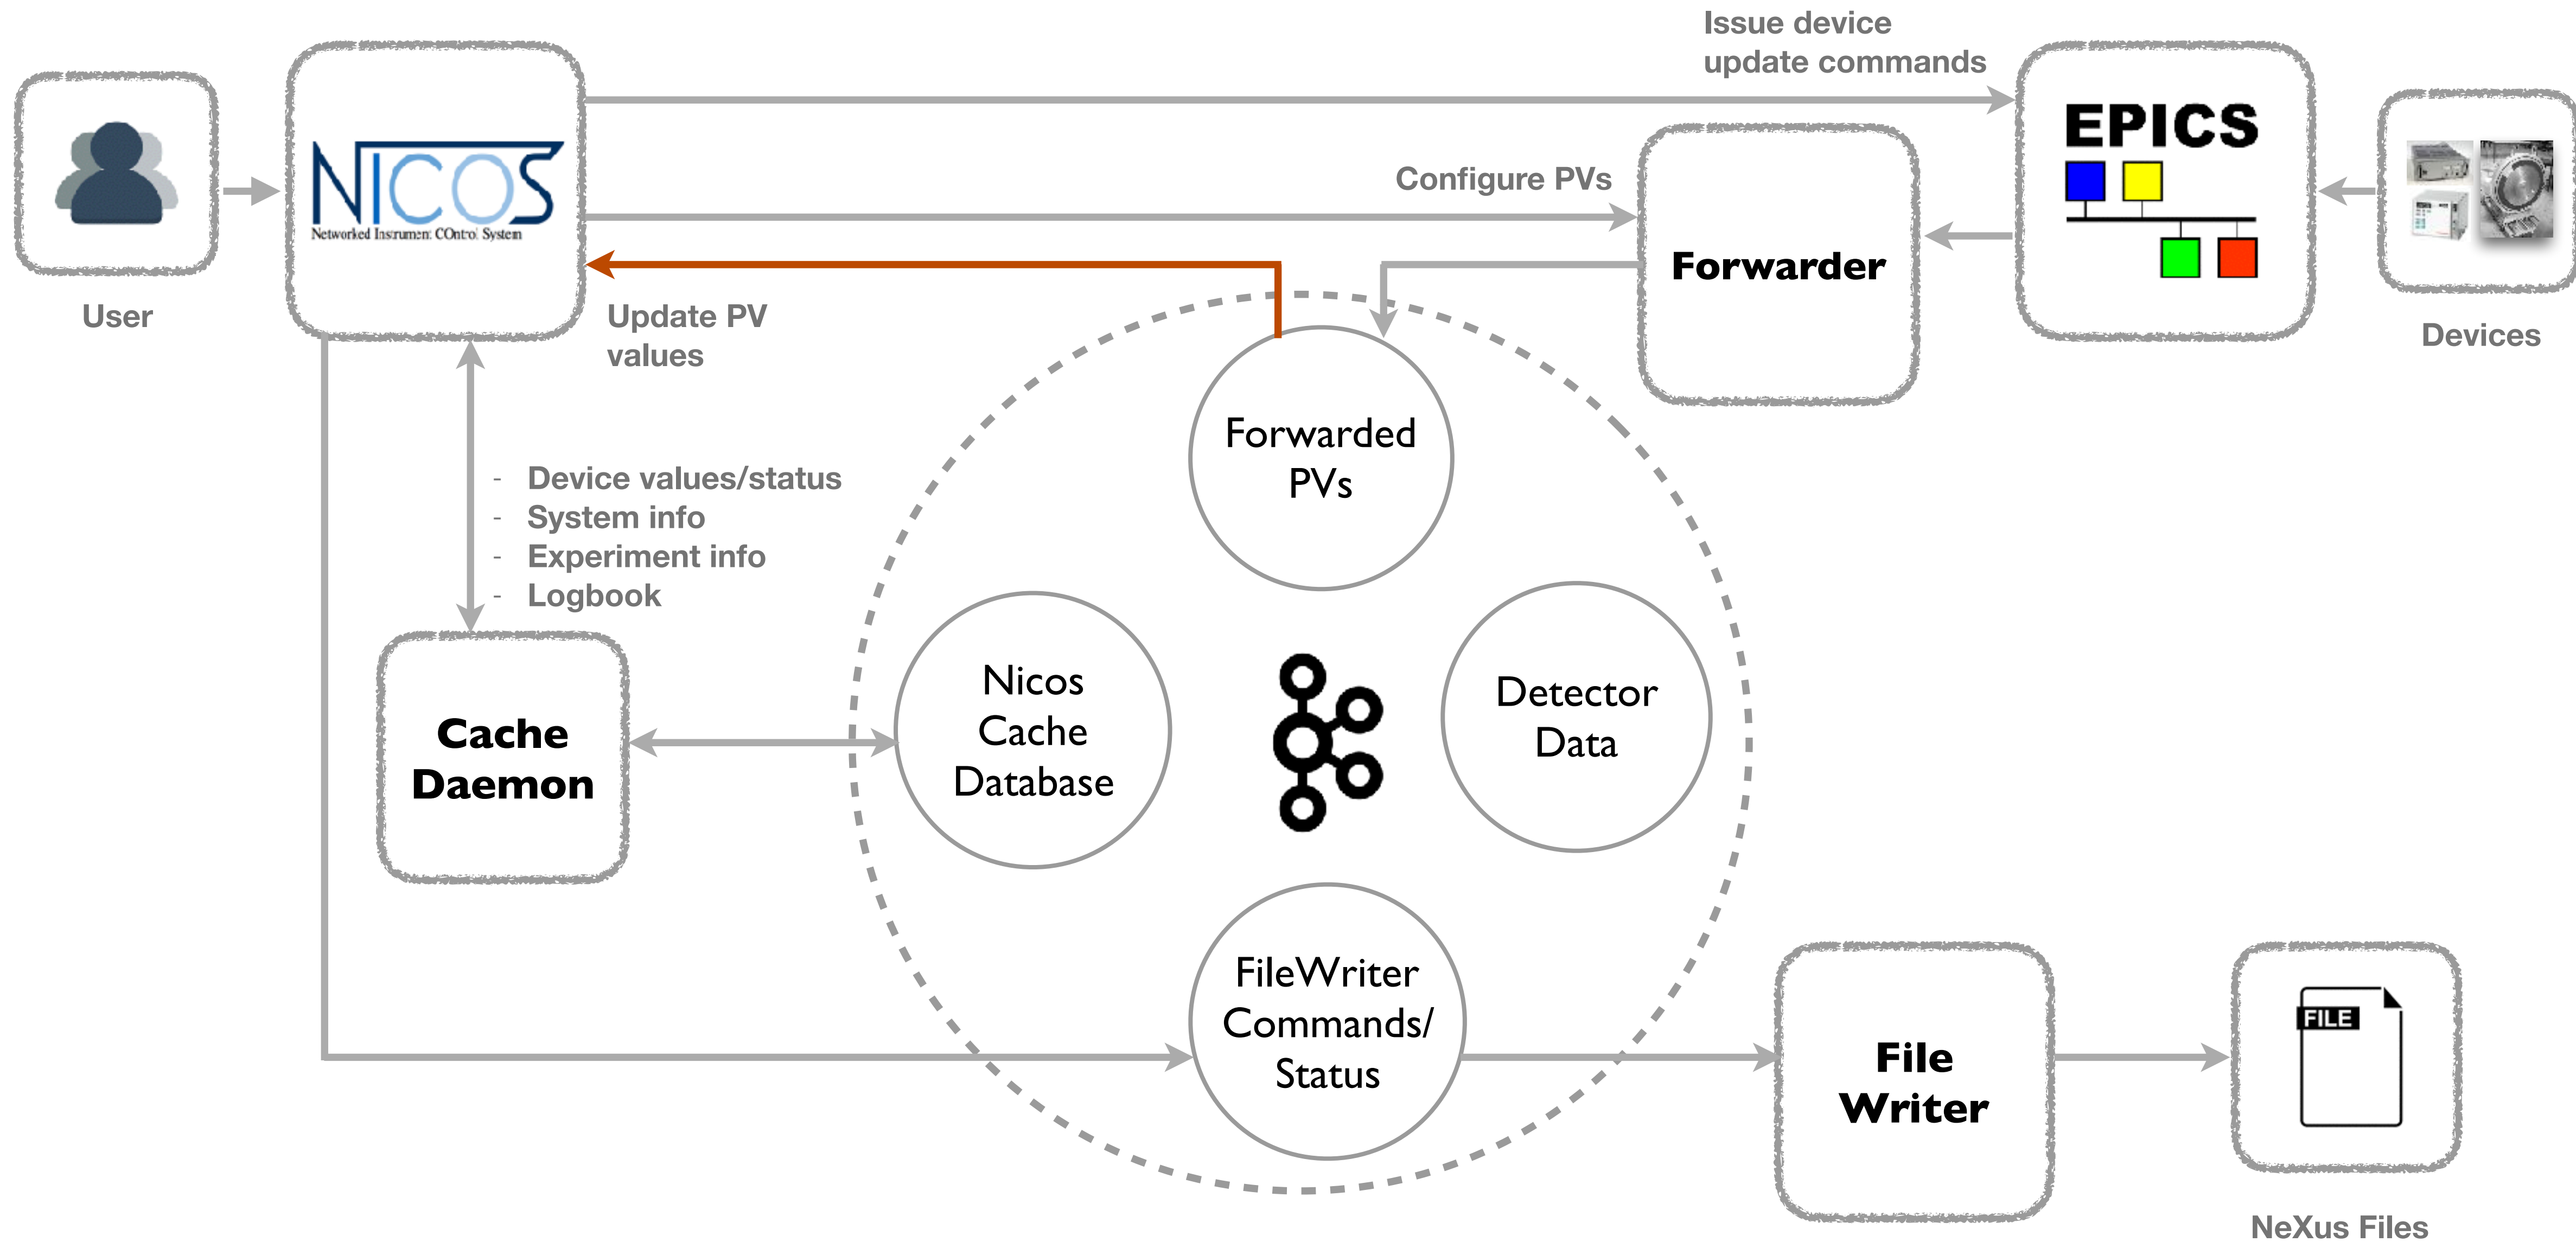 Issue device
update commands
NICOS
Networked Instrument COntrol System
EPICS
Configure PVs
Forwarder
User
Update PV
values
Devices
Forwarded
PVs
- Device values/status
- System info
- Experiment info
- Logbook
Nicos
Cache
Database
Detector
Data
Cache
Daemon
FileWriter
Commands/
Status
File
Writer
FILE
NeXus Files